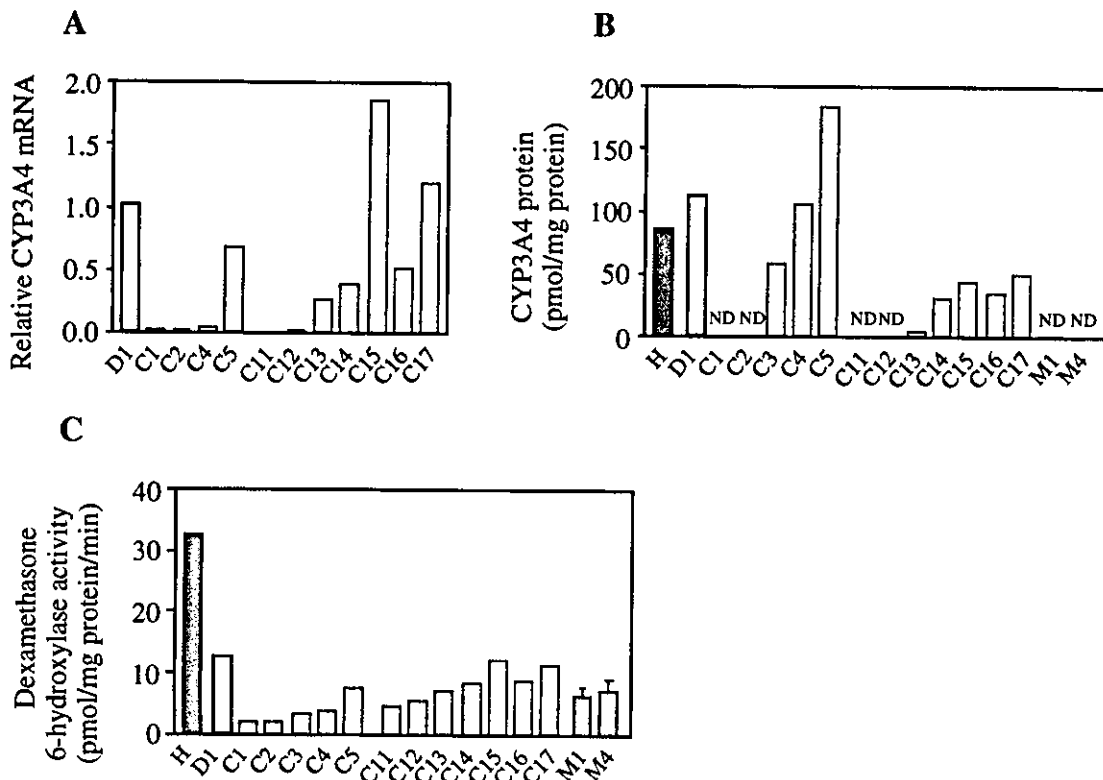 A
Relative CYP3A4 mRNA
2.0
1.5
1.0
0.5
0.0
D1 C1 C2 C4 C5 C11 C12 C13 C14 C15 C16 C17
B
CYP3A4 protein
(pmol/mg protein)
200
150
100
50
0
ND ND ND ND ND ND
H D1 C1 C2 C3 C4 C5 C11 C12 C13 C14 C15 C16 C17 M1 M4
C
Dexamethasone
6-hydroxylase activity
(pmol/mg protein/min)
40
30
20
10
0
H D1 C1 C2 C3 C4 C5 C11 C12 C13 C14 C15 C16 C17 M1 M4